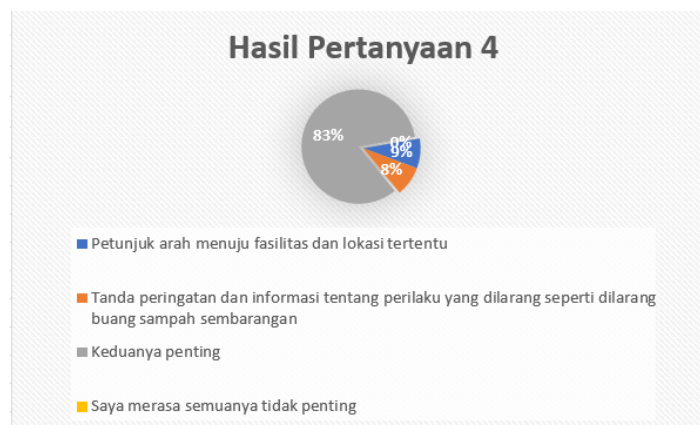 Hasil Pertanyaan 4
83%
0%
9%
8%
Petunjuk arah menuju fasilitas dan lokasi tertentu
Tanda peringatan dan informasi tentang perilaku yang dilarang seperti dilarang
buang sampah sembarangan
Keduanya penting
Saya merasa semuanya tidak penting